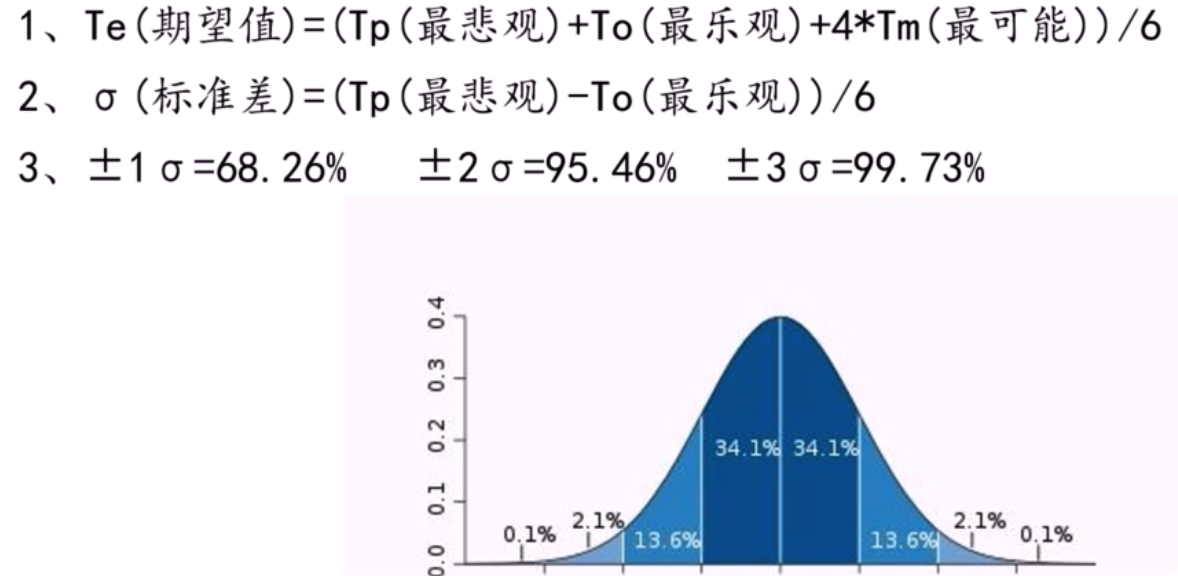 1、Te(期望值)=(Tp(最悲观)+To(最乐观)+4*Tm(最可能))/6
2、σ(标准差)=(Tp(最悲观)-To(最乐观))/6
3、±1σ=68.26% ±2σ=95.46% ±3σ=99.73%
0.4
0.3
0.2
34.1% 34.1%
0.1
0.1% 2.1% 13.6% 13.6% 2.1% 0.1%
0.0